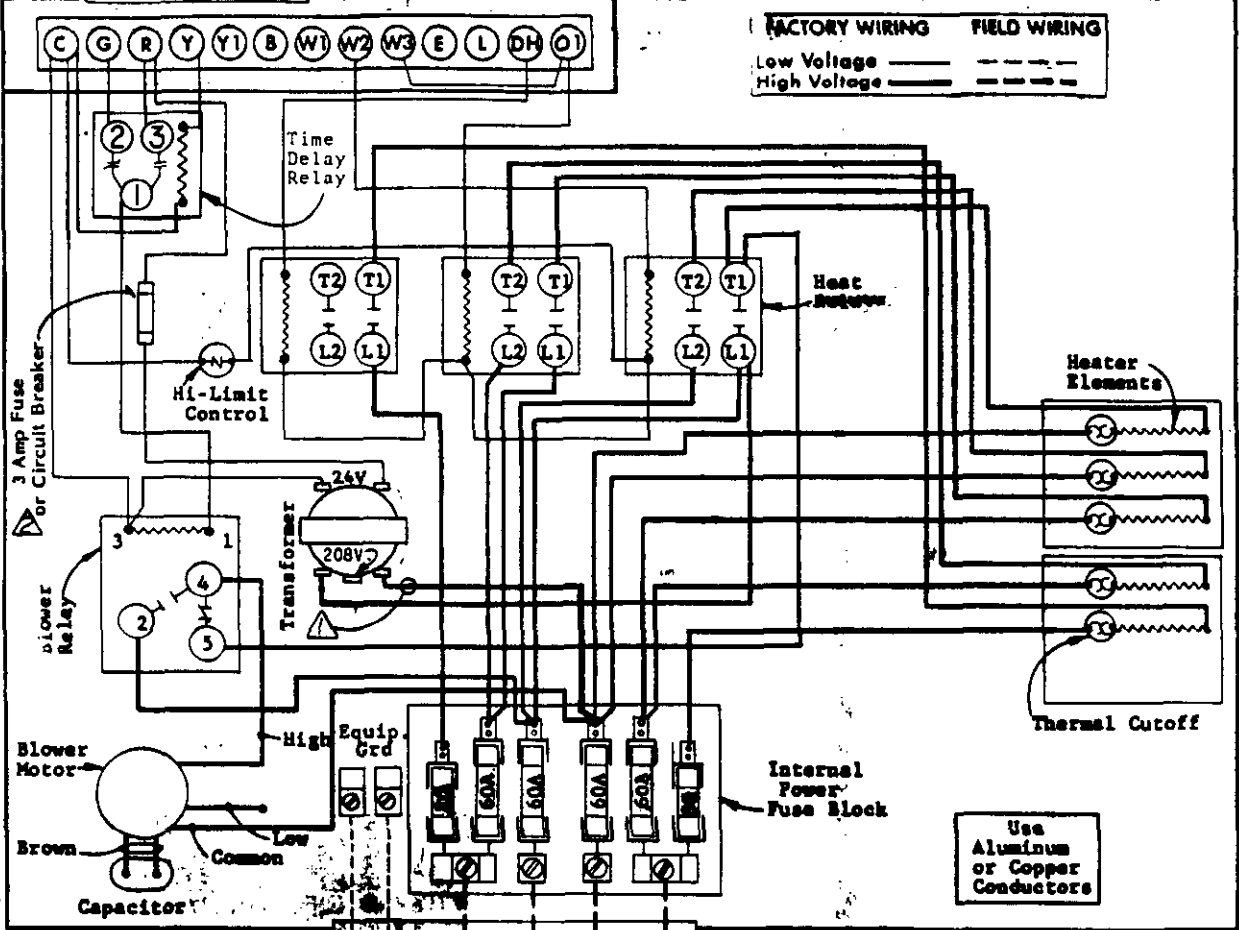 C G R Y Y1 B W1 W2 W3 E L DH O1
FACTORY WIRING FIELD WIRING
Low Voltage
High Voltage
2 3
1
Time
Delay
Relay
T2 T1
T2 T1
T2 T1
L2 L1
L2 L1
L2 L1
Heat
3 Amp Fuse
or Circuit Breaker
N
Hi-Limit
Control
Heater
Elements
24V
208V
Transformer
3 1
4
2
5
Blower
Relay
Thermal Cutoff
High
Equip.
Grd
Blower
Motor
Low
Common
Brown
Capacitor
60A 60A 60A 60A
Internal
Power
Fuse Block
Use
Aluminum
or Copper
Conductors